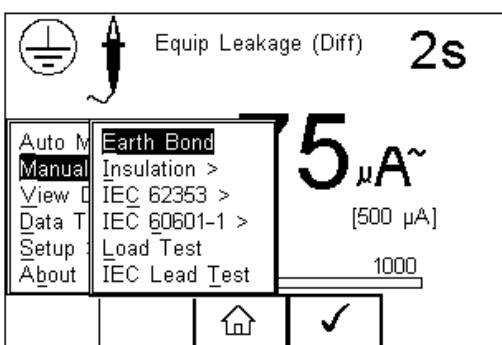 Equip Leakage (Diff) 2s
75 µA~
[500 µA]
1000
Auto M
Manual
View D
Data T
Setup
About
Earth Bond
Insulation >
IEC 62353 >
IEC 60601-1 >
Load Test
IEC Lead Test